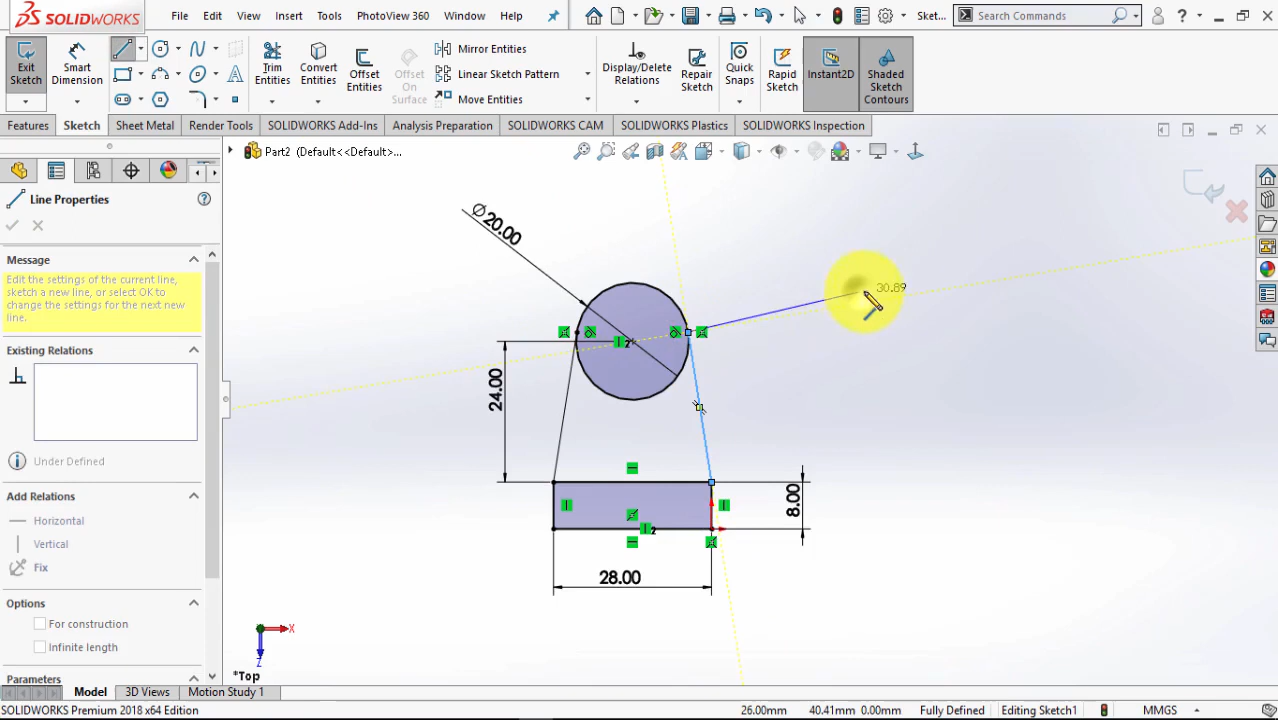 SOLIDWORKS
File Edit View Insert Tools PhotoView 360 Window Help
Sket...
Search Commands
Exit Sketch
Smart Dimension
Trim Entities
Convert Entities
Offset Entities
Offset On Surface
Mirror Entities
Linear Sketch Pattern
Move Entities
Display/Delete Relations
Repair Sketch
Quick Snaps
Rapid Sketch
Instant2D
Shaded Sketch Contours
Features Sketch Sheet Metal Render Tools SOLIDWORKS Add-Ins Analysis Preparation SOLIDWORKS CAM SOLIDWORKS Plastics SOLIDWORKS Inspection
Part2 (Default<<Default>...
Line Properties
Message
Edit the settings of the current line,
sketch a new line, or select OK to
change the settings for the next new
line.
Existing Relations
Under Defined
Add Relations
Horizontal
Vertical
Fix
Options
For construction
Infinite length
Parameters
Ø20.00
30.89
24.00
8.00
28.00
X
Z
*Top
Model 3D Views Motion Study 1
SOLIDWORKS Premium 2018 x64 Edition
26.00mm 40.41mm 0.00mm Fully Defined Editing Sketch1 MMGS